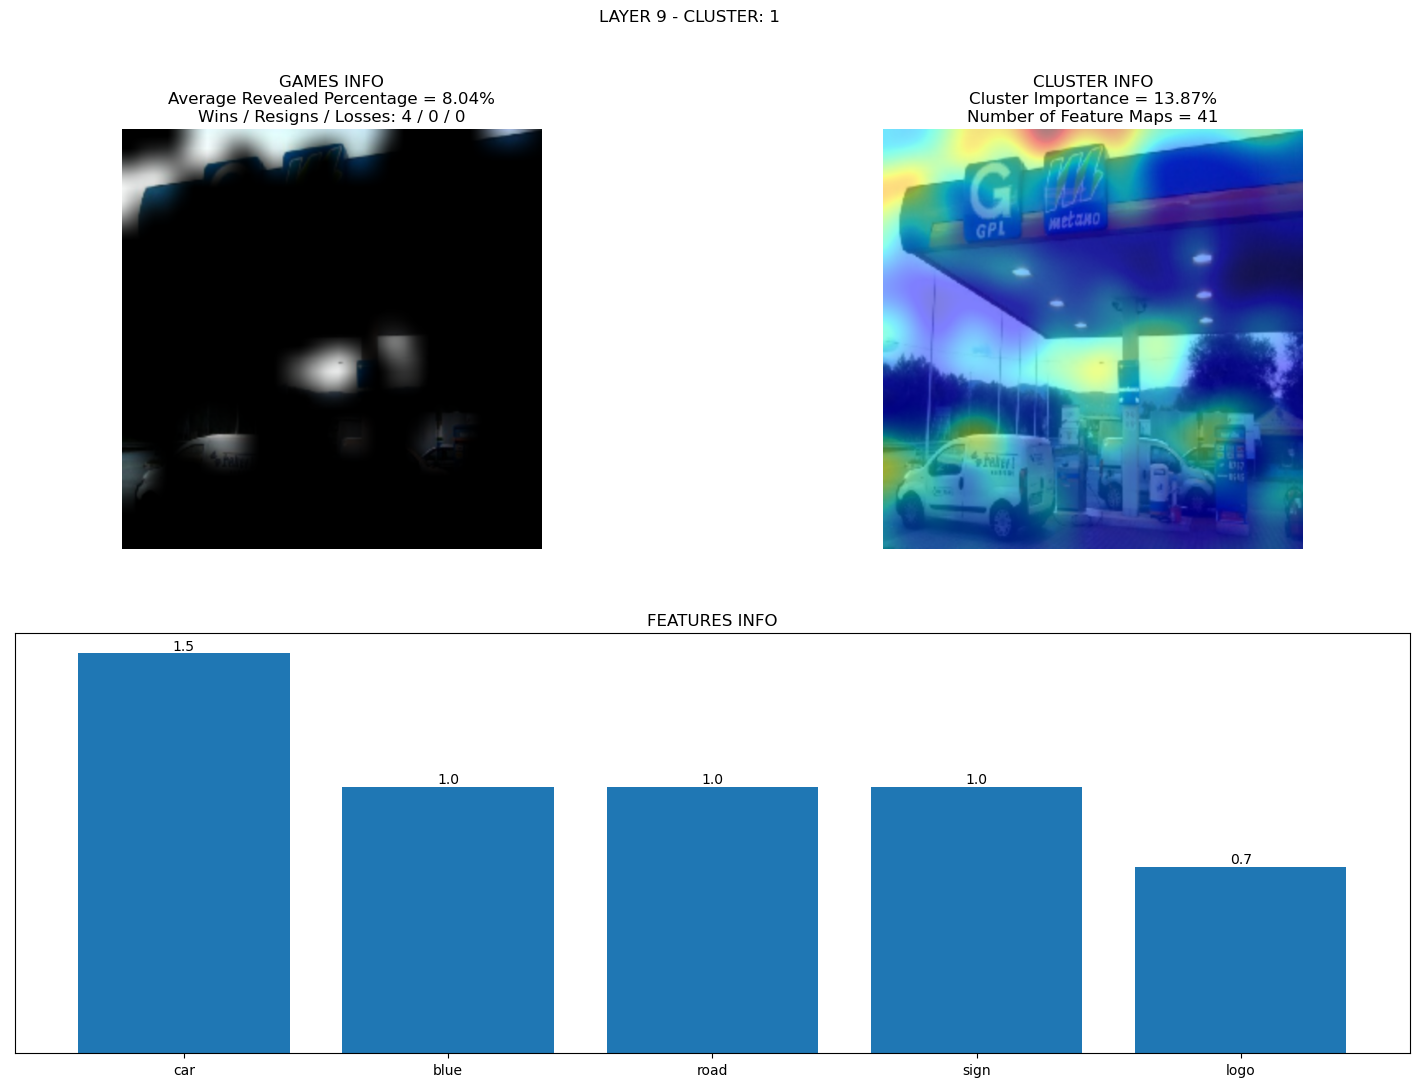 LAYER 9 - CLUSTER: 1
GAMES INFO
Average Revealed Percentage = 8.04%
Wins / Resigns / Losses: 4 / 0 / 0
CLUSTER INFO
Cluster Importance = 13.87%
Number of Feature Maps = 41
G
GPL
metano
FEATURES INFO
1.5
1.0
1.0
1.0
0.7
car
blue
road
sign
logo